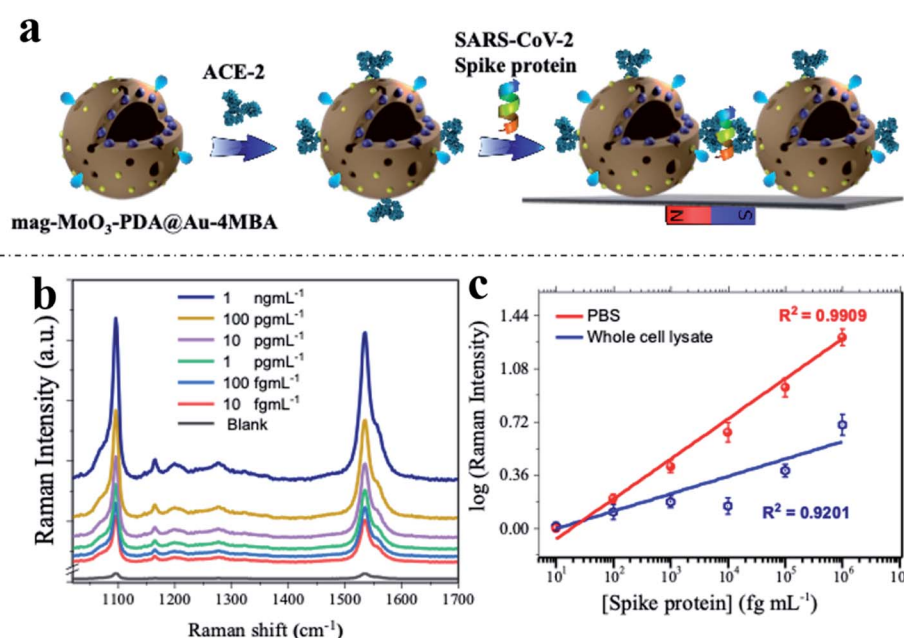 a
ACE-2
SARS-CoV-2
Spike protein
mag-MoO₃-PDA@Au-4MBA
N
S
b
1 ngmL⁻¹
100 pgmL⁻¹
10 pgmL⁻¹
1 pgmL⁻¹
100 fgmL⁻¹
10 fgmL⁻¹
Blank
Raman Intensity (a.u.)
1100 1200 1300 1400 1500 1600 1700
Raman shift (cm⁻¹)
c
PBS
Whole cell lysate
R² = 0.9909
R² = 0.9201
log (Raman Intensity)
1.44
1.08
0.72
0.36
0.00
10¹ 10² 10³ 10⁴ 10⁵ 10⁶ 10
[Spike protein] (fg mL⁻¹)